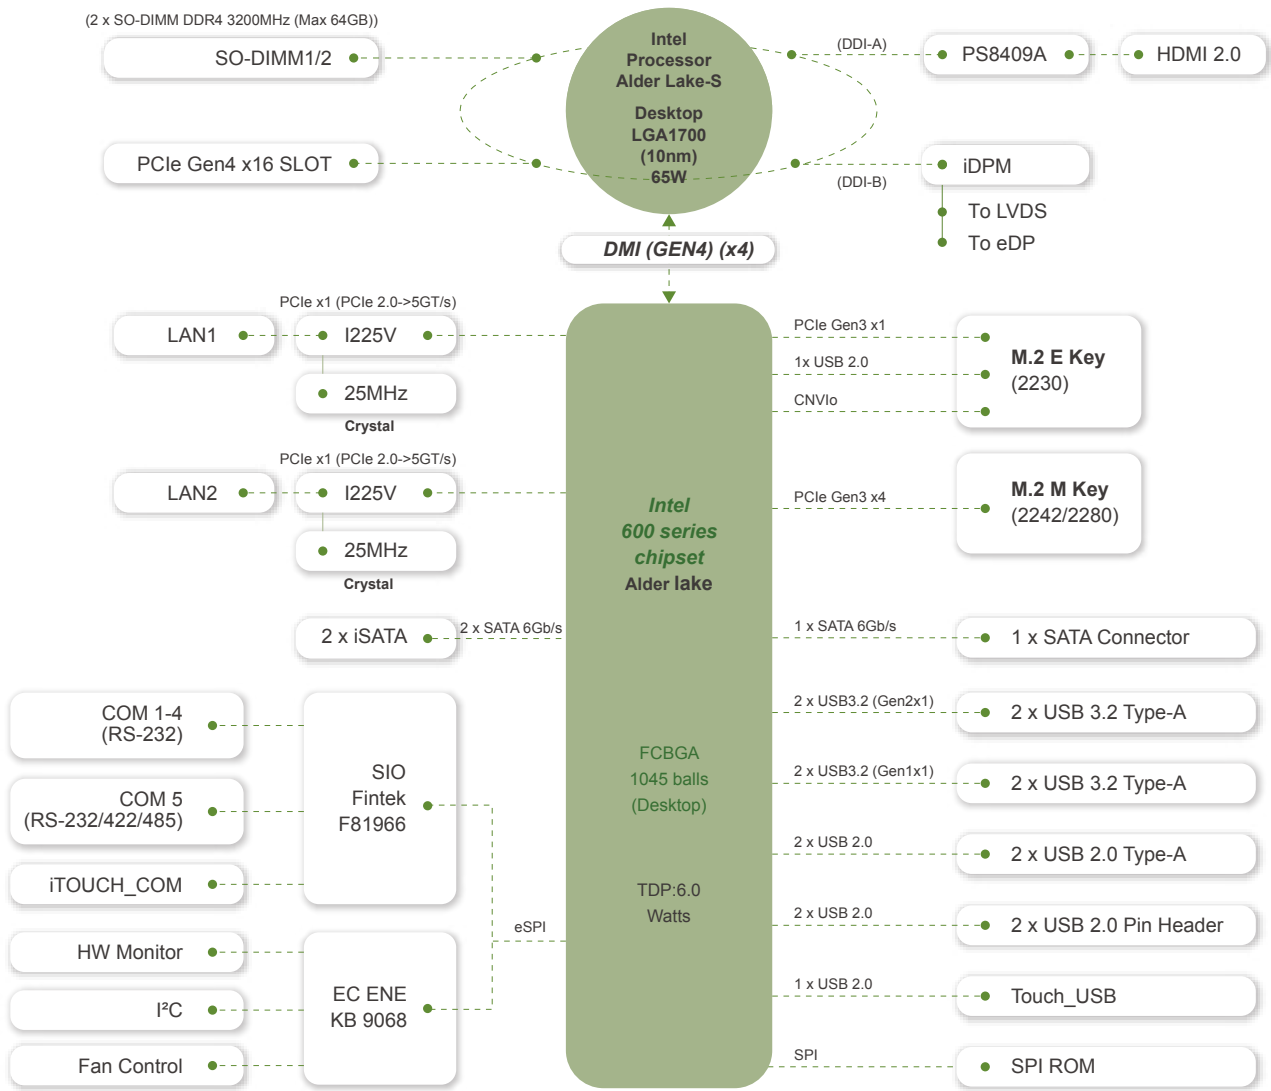 (2 x SO-DIMM DDR4 3200MHz (Max 64GB))
SO-DIMM1/2
PCIe Gen4 x16 SLOT
Intel
Processor
Alder Lake-S
Desktop
LGA1700
(10nm)
65W
(DDI-A)
PS8409A
HDMI 2.0
(DDI-B)
iDPM
To LVDS
To eDP
DMI (GEN4) (x4)
PCIe x1 (PCIe 2.0->5GT/s)
LAN1
I225V
25MHz
Crystal
PCIe x1 (PCIe 2.0->5GT/s)
LAN2
I225V
25MHz
Crystal
2 x iSATA
2 x SATA 6Gb/s
COM 1-4
(RS-232)
COM 5
(RS-232/422/485)
iTOUCH_COM
SIO
Fintek
F81966
HW Monitor
I²C
Fan Control
EC ENE
KB 9068
eSPI
Intel
600 series
chipset
Alder lake
FCBGA
1045 balls
(Desktop)
TDP:6.0
Watts
PCIe Gen3 x1
1x USB 2.0
CNVIo
M.2 E Key
(2230)
PCIe Gen3 x4
M.2 M Key
(2242/2280)
1 x SATA 6Gb/s
1 x SATA Connector
2 x USB3.2 (Gen2x1)
2 x USB 3.2 Type-A
2 x USB3.2 (Gen1x1)
2 x USB 3.2 Type-A
2 x USB 2.0
2 x USB 2.0 Type-A
2 x USB 2.0
2 x USB 2.0 Pin Header
1 x USB 2.0
Touch_USB
SPI
SPI ROM